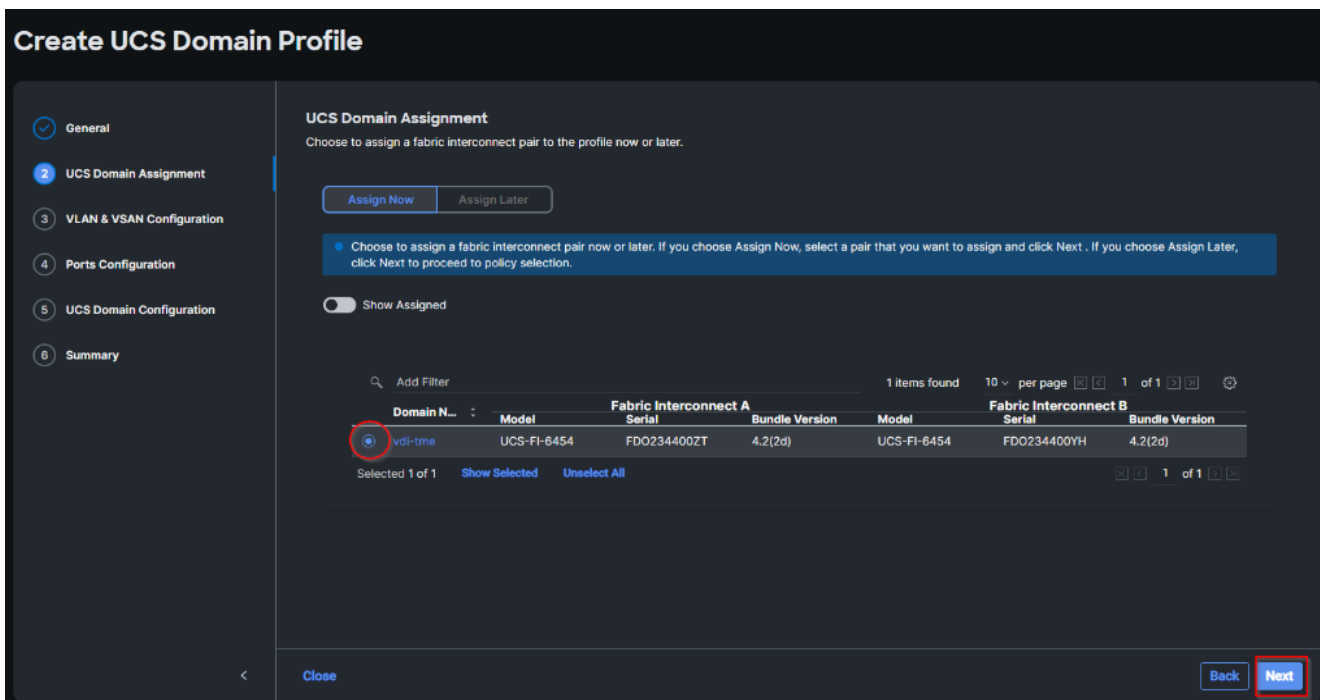 Create UCS Domain Profile
General
2 UCS Domain Assignment
3 VLAN & VSAN Configuration
4 Ports Configuration
5 UCS Domain Configuration
6 Summary
UCS Domain Assignment
Choose to assign a fabric interconnect pair to the profile now or later.
Assign Now Assign Later
Choose to assign a fabric interconnect pair now or later. If you choose Assign Now, select a pair that you want to assign and click Next . If you choose Assign Later,
click Next to proceed to policy selection.
Show Assigned
Add Filter 1 items found 10 per page 1 of 1
Domain N... Fabric Interconnect A Fabric Interconnect B
Model Serial Bundle Version Model Serial Bundle Version
vdi-tme UCS-FI-6454 FDO234400ZT 4.2(2d) UCS-FI-6454 FDO234400YH 4.2(2d)
Selected 1 of 1 Show Selected Unselect All 1 of 1
Close Back Next